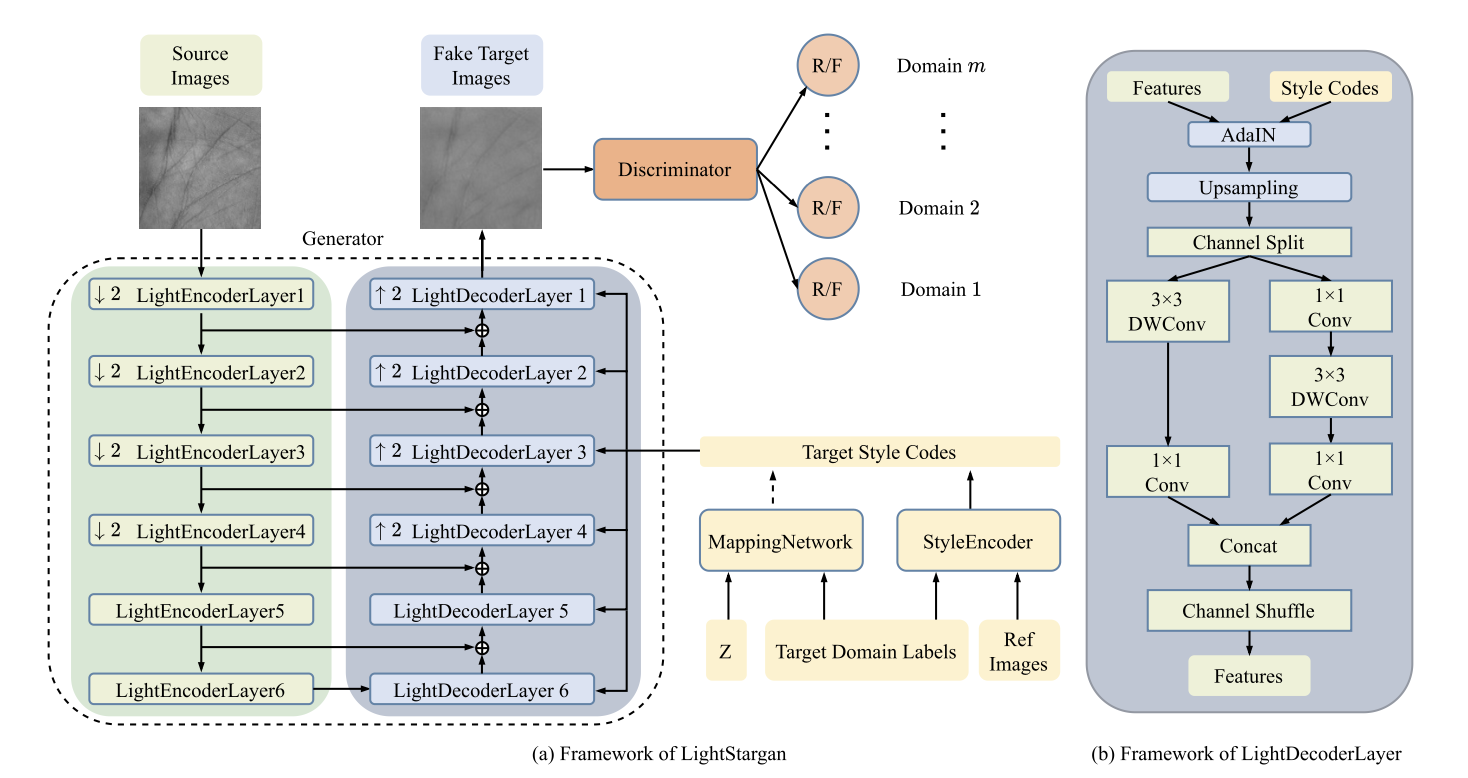 Source
Images
Fake Target
Images
R/F
Domain m
Discriminator
R/F
Domain 2
R/F
Domain 1
Generator
↓ 2 LightEncoderLayer1
↓ 2 LightEncoderLayer2
↓ 2 LightEncoderLayer3
↓ 2 LightEncoderLayer4
LightEncoderLayer5
LightEncoderLayer6
↑ 2 LightDecoderLayer 1
↑ 2 LightDecoderLayer 2
↑ 2 LightDecoderLayer 3
↑ 2 LightDecoderLayer 4
LightDecoderLayer 5
LightDecoderLayer 6
Target Style Codes
MappingNetwork
StyleEncoder
Z
Target Domain Labels
Ref
Images
(a) Framework of LightStargan
Features
Style Codes
AdaIN
Upsampling
Channel Split
3×3
DWConv
1×1
Conv
1×1
Conv
3×3
DWConv
1×1
Conv
Concat
Channel Shuffle
Features
(b) Framework of LightDecoderLayer